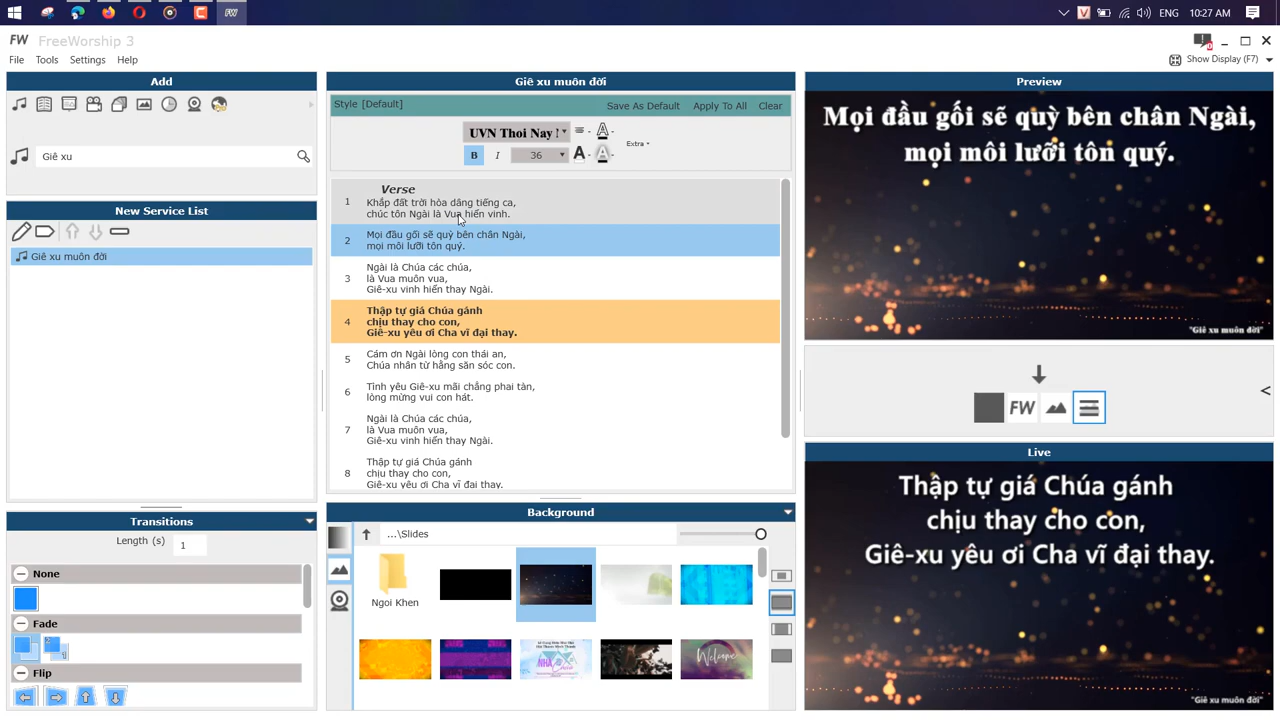 ENG
10:27 AM
FW
FW FreeWorship 3
File Tools Settings Help
Show Display (F7)
Add
Giê xu
New Service List
Giê xu muôn đời
Transitions
Length (s) 1
None
Fade
Flip
Giê xu muôn đời
Style [Default] Save As Default Apply To All Clear
UVN Thoi Nay
B I 36 A A A Extra
Verse
1
Khắp đất trời hòa dâng tiếng ca,
chúc tôn Ngài là Vua hiển vinh.
2
Mọi đầu gối sẽ quỳ bên chân Ngài,
mọi môi lưỡi tôn quý.
3
Ngài là Chúa các chúa,
là Vua muôn vua,
Giê-xu vinh hiển thay Ngài.
4
Thập tự giá Chúa gánh
chịu thay cho con,
Giê-xu yêu ơi Cha vĩ đại thay.
5
Cám ơn Ngài lòng con thái an,
Chúa nhân từ hằng săn sóc con.
6
Tình yêu Giê-xu mãi chẳng phai tàn,
lòng mừng vui con hát.
7
Ngài là Chúa các chúa,
là Vua muôn vua,
Giê-xu vinh hiển thay Ngài.
8
Thập tự giá Chúa gánh
chịu thay cho con,
Giê-xu yêu ơi Cha vĩ đại thay.
Background
...\Slides
Ngoi Khen
Welcome
Preview
Mọi đầu gối sẽ quỳ bên chân Ngài,
mọi môi lưỡi tôn quý.
"Giê xu muôn đời"
FW
<
Live
Thập tự giá Chúa gánh
chịu thay cho con,
Giê-xu yêu ơi Cha vĩ đại thay.
"Giê xu muôn đời"